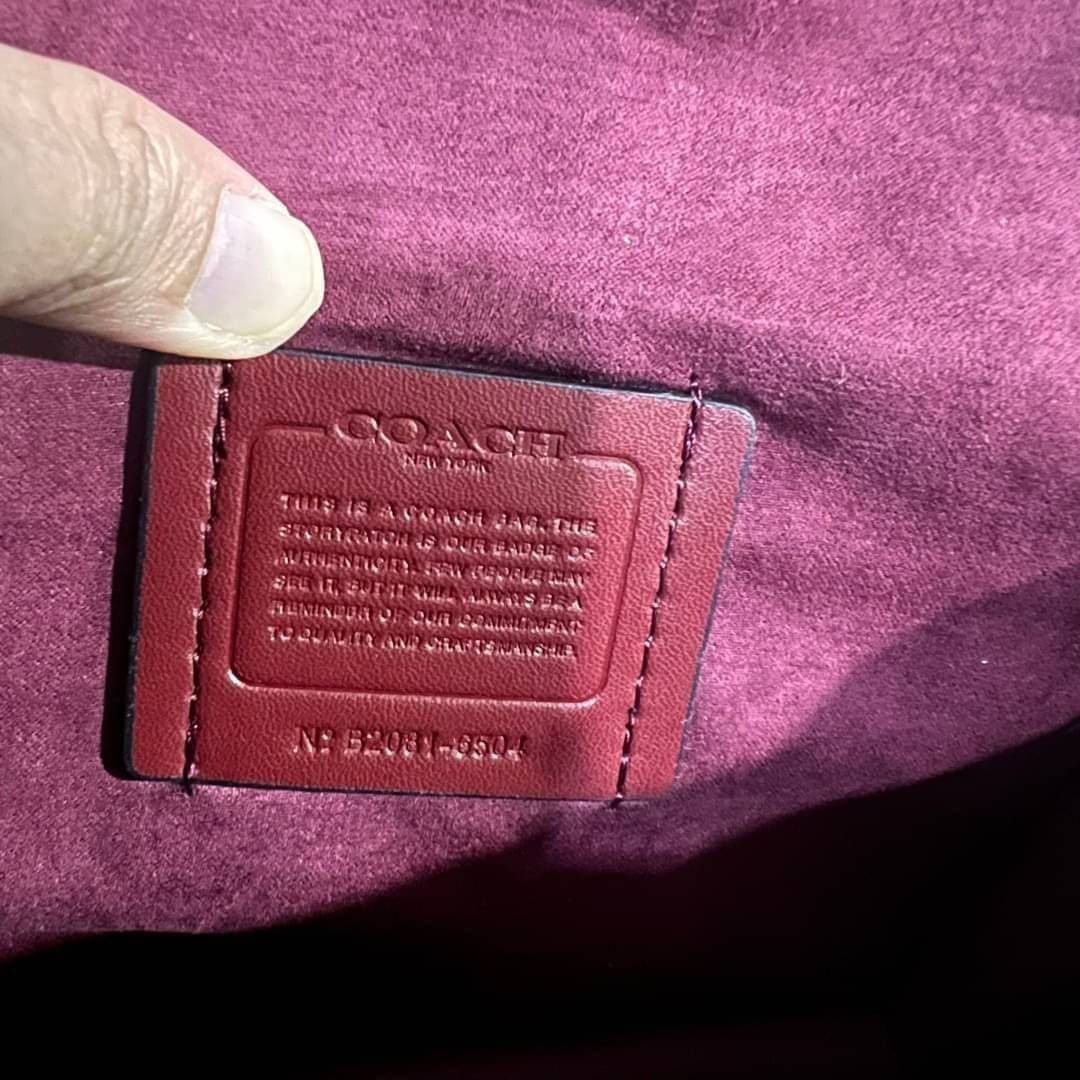 COACH
NEW YORK
THIS IS A COACH BAG. THE
STORYPATCH IS OUR BADGE OF
AUTHENTICITY. FEW PEOPLE MAY
SEE IT, BUT IT WILL ALWAYS BE A
REMINDER OF OUR COMMITMENT
TO QUALITY AND CRAFTSMANSHIP.
Nº B2081-6504